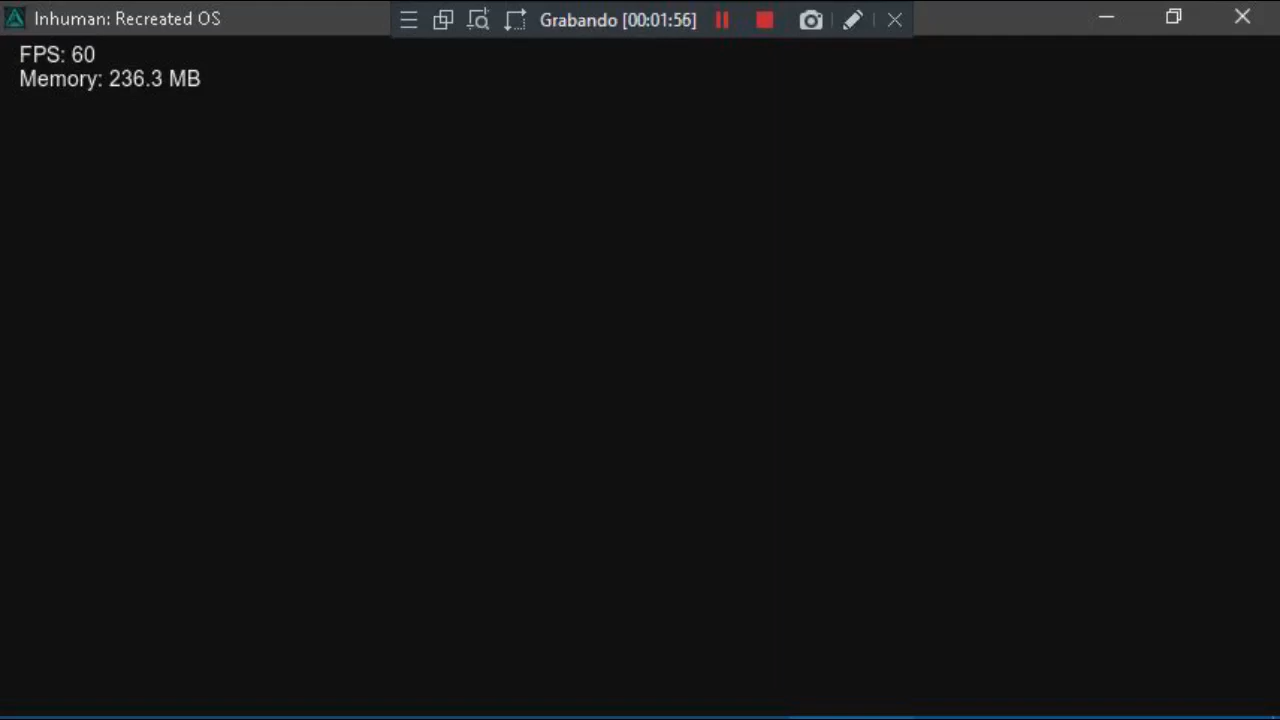 Inhuman: Recreated OS
Grabando [00:01:56]
FPS: 60
Memory: 236.3 MB